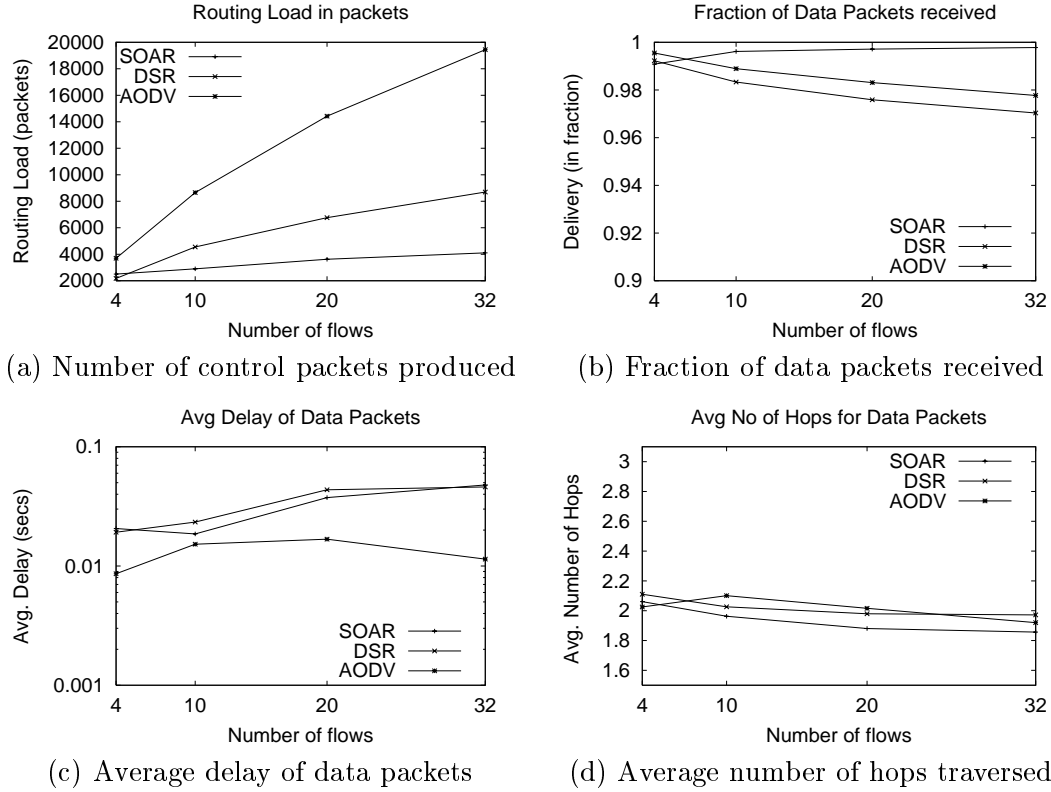 Routing Load in packets
20000
18000
16000
14000
12000
10000
8000
6000
4000
2000
Routing Load (packets)
SOAR
DSR
AODV
4 10 20 32
Number of flows
(a) Number of control packets produced
Fraction of Data Packets received
1
0.98
0.96
0.94
0.92
0.9
Delivery (in fraction)
SOAR
DSR
AODV
4 10 20 32
Number of flows
(b) Fraction of data packets received
Avg Delay of Data Packets
0.1
0.01
0.001
Avg. Delay (secs)
SOAR
DSR
AODV
4 10 20 32
Number of flows
(c) Average delay of data packets
Avg No of Hops for Data Packets
3
2.8
2.6
2.4
2.2
2
1.8
1.6
Avg. Number of Hops
SOAR
DSR
AODV
4 10 20 32
Number of flows
(d) Average number of hops traversed